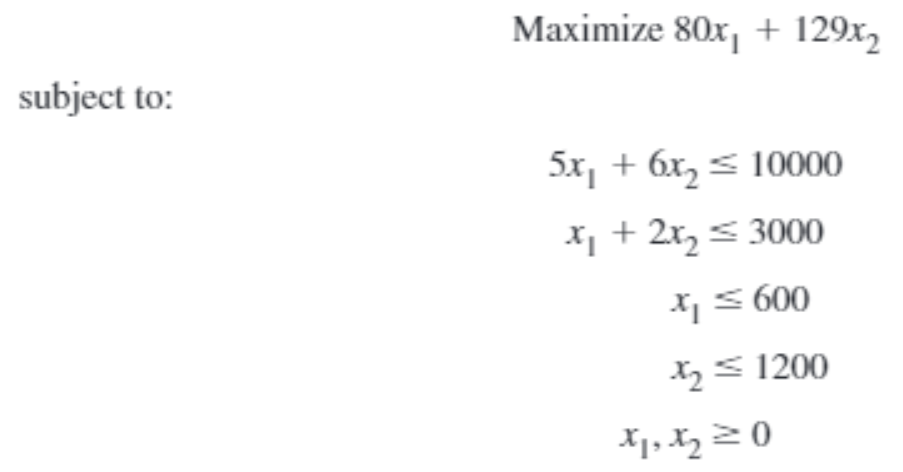 Maximize 80x₁ + 129x₂
subject to:
5x₁ + 6x₂ ≤ 10000
x₁ + 2x₂ ≤ 3000
x₁ ≤ 600
x₂ ≤ 1200
x₁, x₂ ≥ 0